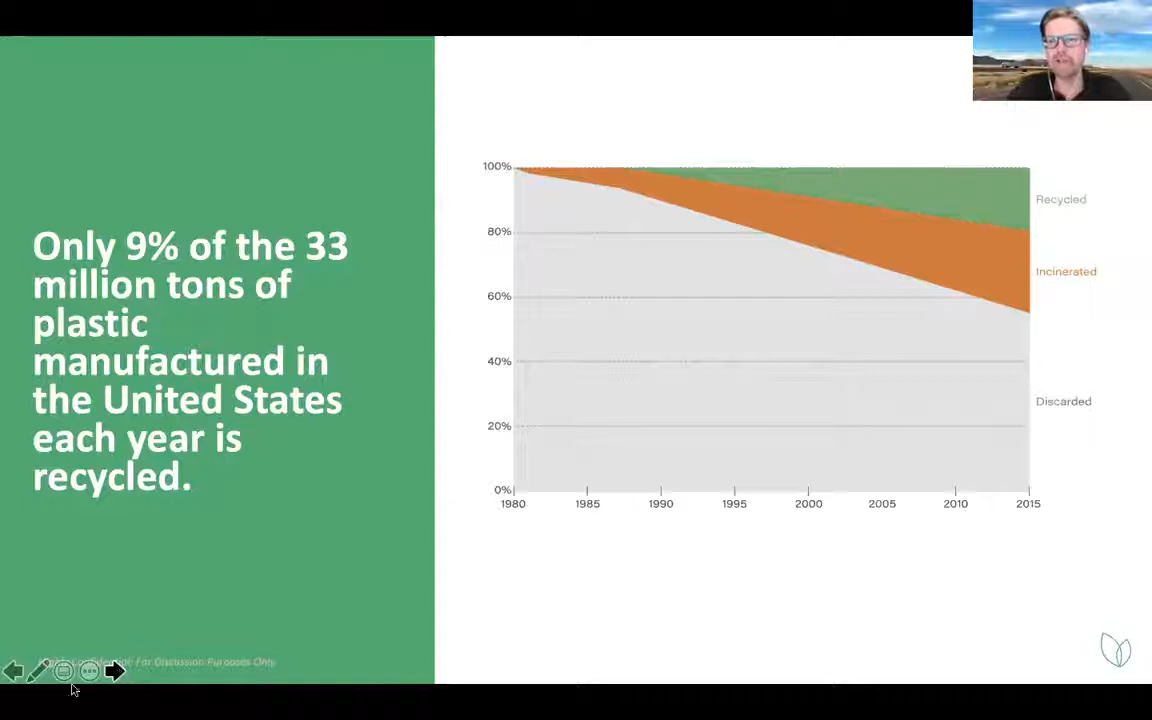 Only 9% of the 33
million tons of
plastic
manufactured in
the United States
each year is
recycled.
100%
80%
60%
40%
20%
0%
1980 1985 1990 1995 2000 2005 2010 2015
Recycled
Incinerated
Discarded
For Discussion Purposes Only